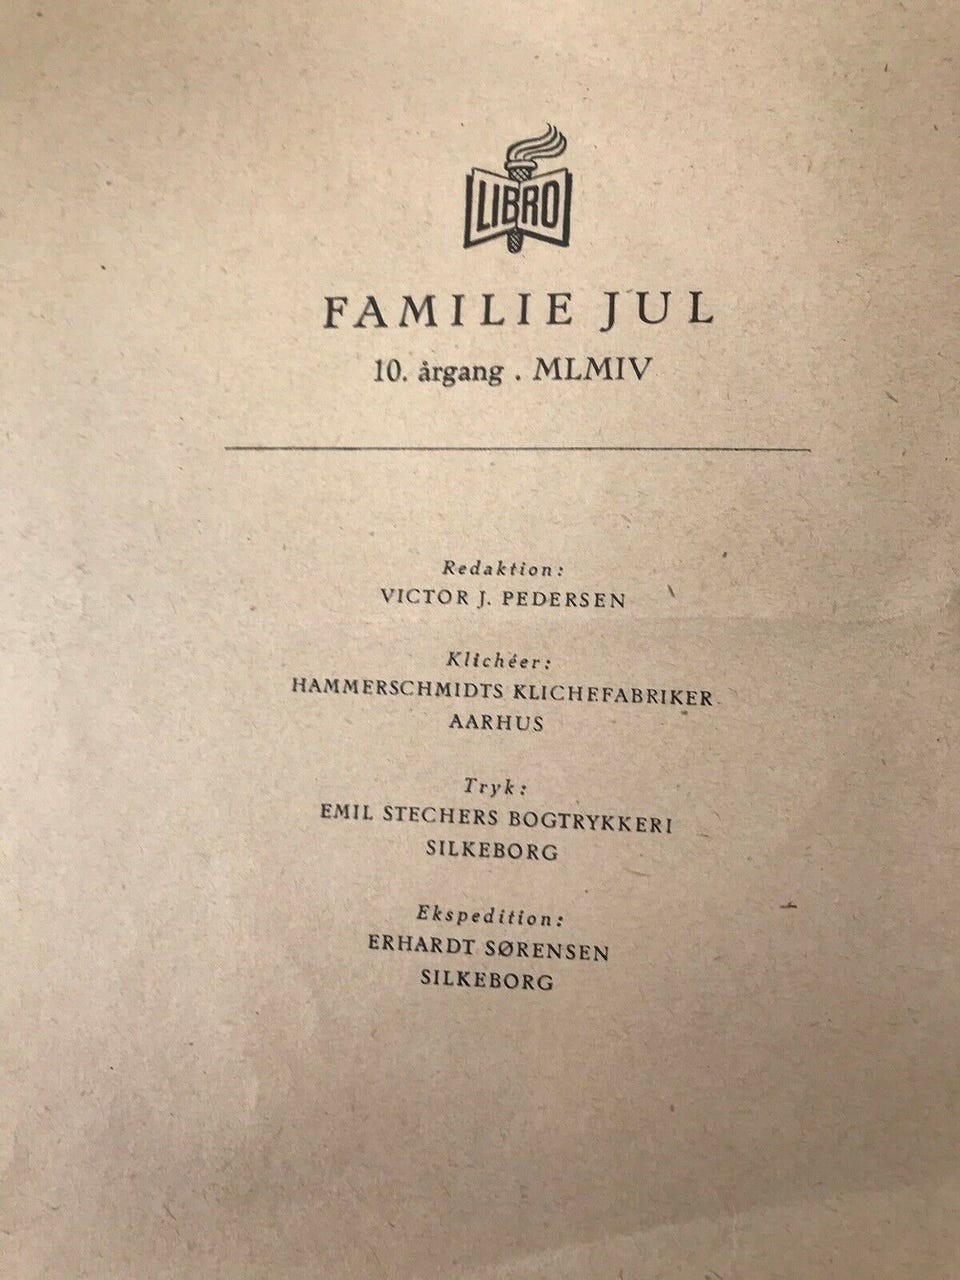 LIBRO
FAMILIE JUL
10. årgang . MLMIV
Redaktion:
VICTOR J. PEDERSEN
Klichéer:
HAMMERSCHMIDTS KLICHEFABRIKER
AARHUS
Tryk:
EMIL STECHERS BOGTRYKKERI
SILKEBORG
Ekspedition:
ERHARDT SØRENSEN
SILKEBORG